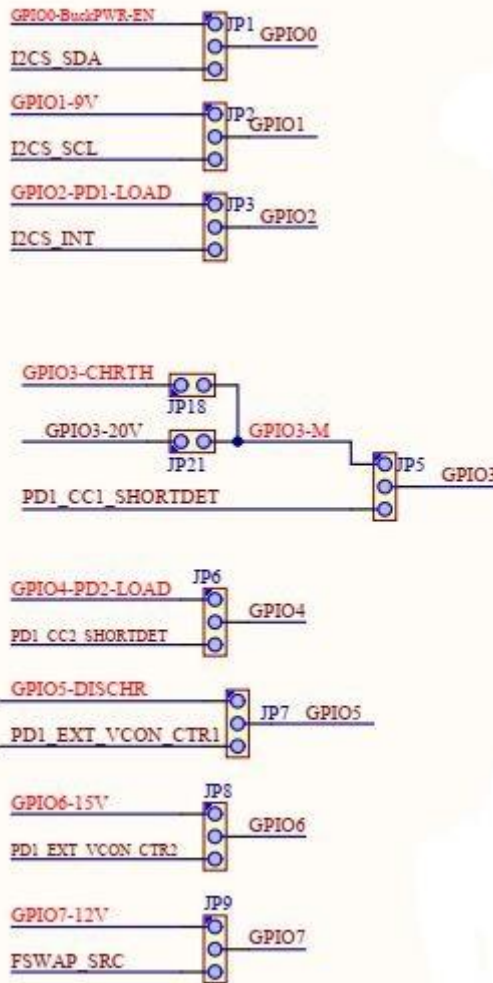 GPIO0-BuckPWR-EN
JP1
GPIO0
I2CS_SDA
GPIO1-9V
JP2
GPIO1
I2CS_SCL
GPIO2-PD1-LOAD
JP3
GPIO2
I2CS_INT
GPIO3-CHRTH
JP18
GPIO3-20V
GPIO3-M
JP21
JP5
GPIO3
PD1_CC1_SHORTDET
JP6
GPIO4-PD2-LOAD
GPIO4
PD1_CC2_SHORTDET
GPIO5-DISCHR
JP7 GPIO5
PD1_EXT_VCON_CTR1
JP8
GPIO6-15V
GPIO6
PD1_EXT_VCON_CTR2
JP9
GPIO7-12V
GPIO7
FSWAP_SRC